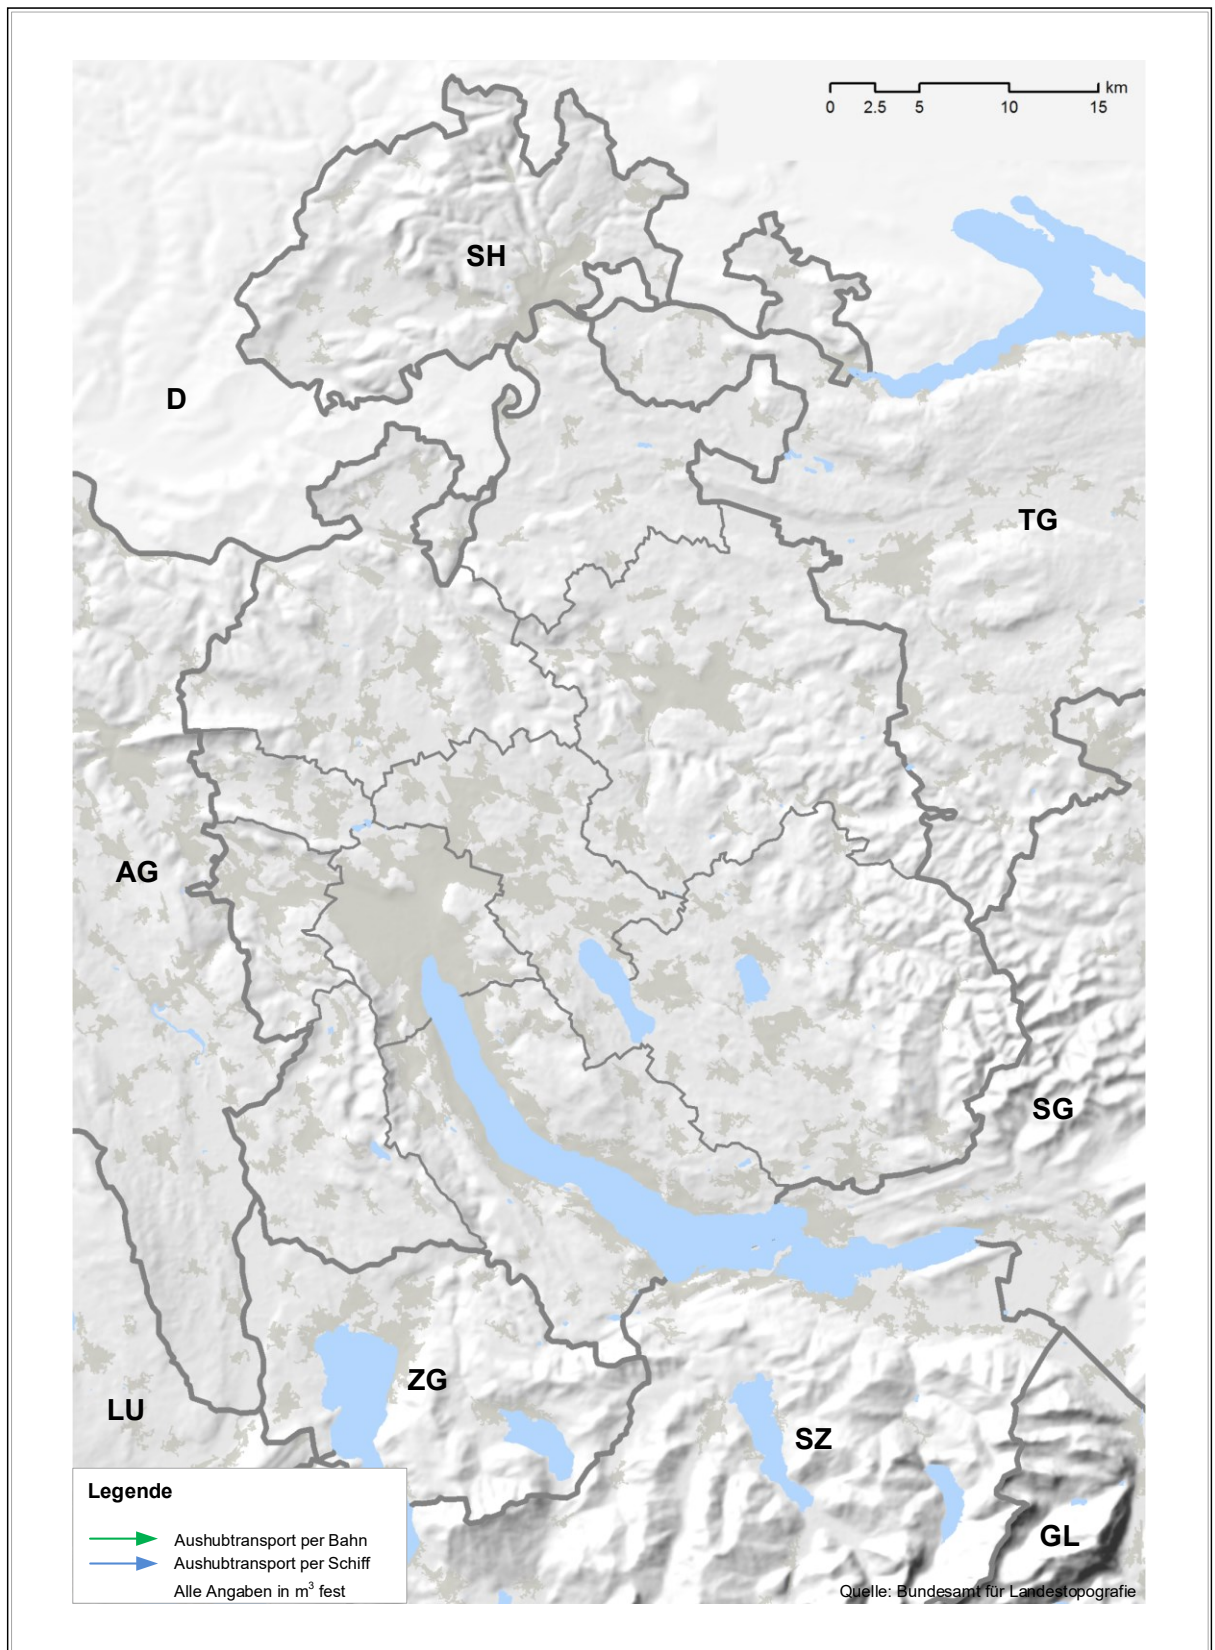 km
0 2.5 5 10 15
SH
D
TG
AG
SG
ZG
LU
SZ
GL
Legende
Aushubtransport per Bahn
Aushubtransport per Schiff
Alle Angaben in m³ fest
Quelle: Bundesamt für Landestopografie